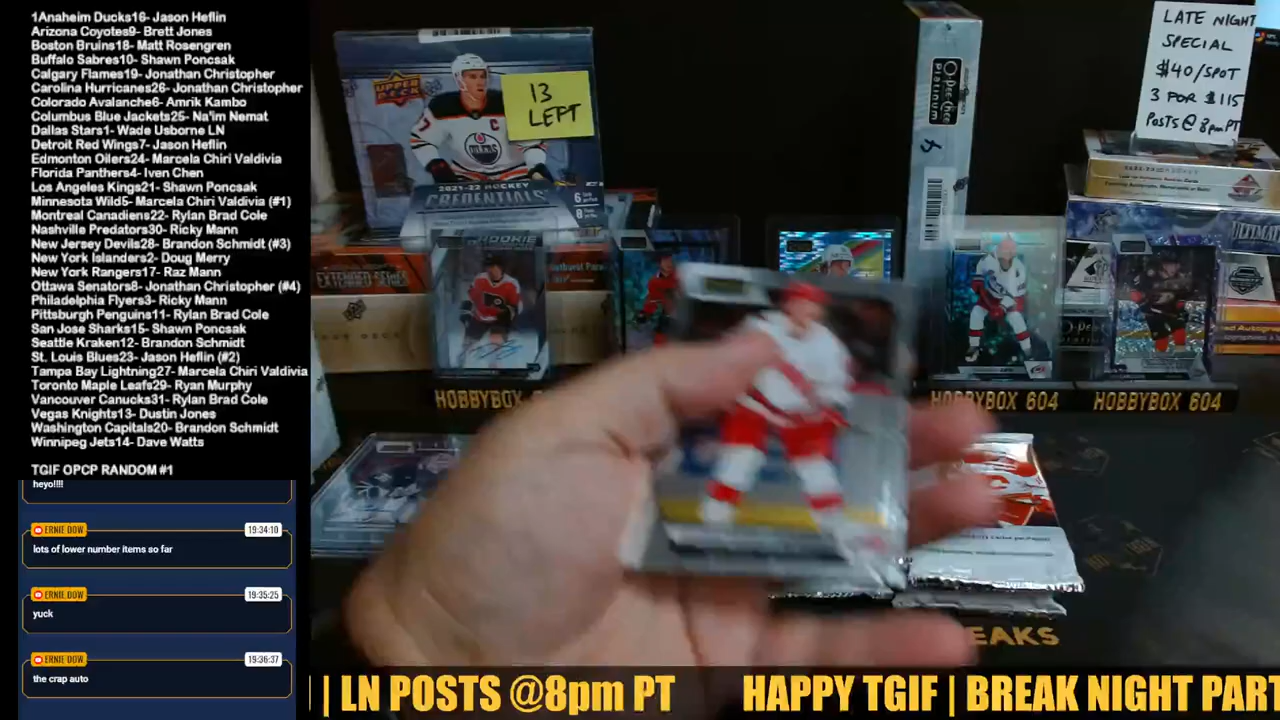 1Anaheim Ducks16- Jason Heflin
Arizona Coyotes9- Brett Jones
Boston Bruins18- Matt Rosengren
Buffalo Sabres10- Shawn Poncsak
Calgary Flames19- Jonathan Christopher
Carolina Hurricanes26- Jonathan Christopher
Colorado Avalanche6- Amrik Kambo
Columbus Blue Jackets25- Na'im Nemat
Dallas Stars1- Wade Usborne LN
Detroit Red Wings7- Jason Heflin
Edmonton Oilers24- Marcela Chiri Valdivia
Florida Panthers4- Iven Chen
Los Angeles Kings21- Shawn Poncsak
Minnesota Wild5- Marcela Chiri Valdivia (#1)
Montreal Canadiens22- Rylan Brad Cole
Nashville Predators30- Ricky Mann
New Jersey Devils28- Brandon Schmidt (#3)
New York Islanders2- Doug Merry
New York Rangers17- Raz Mann
Ottawa Senators8- Jonathan Christopher (#4)
Philadelphia Flyers3- Ricky Mann
Pittsburgh Penguins11- Rylan Brad Cole
San Jose Sharks15- Shawn Poncsak
Seattle Kraken12- Brandon Schmidt
St. Louis Blues23- Jason Heflin (#2)
Tampa Bay Lightning27- Marcela Chiri Valdivia
Toronto Maple Leafs29- Ryan Murphy
Vancouver Canucks31- Rylan Brad Cole
Vegas Knights13- Dustin Jones
Washington Capitals20- Brandon Schmidt
Winnipeg Jets14- Dave Watts
TGIF OPCP RANDOM #1
heyo!!!!
ERNIE DOW 19:34:10
lots of lower number items so far
ERNIE DOW 19:35:25
yuck
ERNIE DOW 19:36:37
the crap auto
UPPER DECK
13 LEFT
2021-22 HOCKEY
CREDENTIALS
ROOKIE
EXTENDED SERIES
O-Pee-Chee Platinum
LATE NIGHT
SPECIAL
$40/SPOT
3 FOR $115
POSTS @ 8pm PT
HOBBYBOX
HOBBYBOX 604
HOBBYBOX 604
EAKS
| LN POSTS @8pm PT HAPPY TGIF | BREAK NIGHT PART